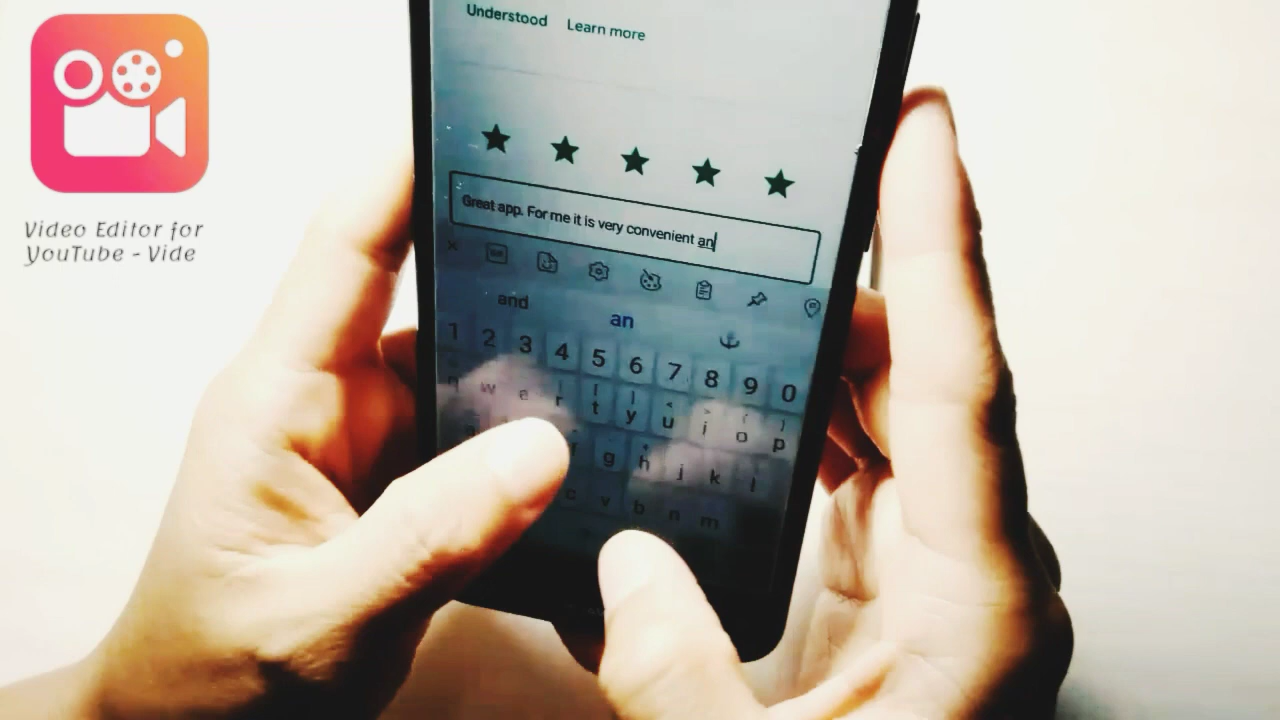 Understood Learn more
Video Editor for
YouTube - Vide
Great app. For me it is very convenient an
and an
1 2 3 4 5 6 7 8 9 0
q w e r t y u i o p
g h j k l
c v b n m